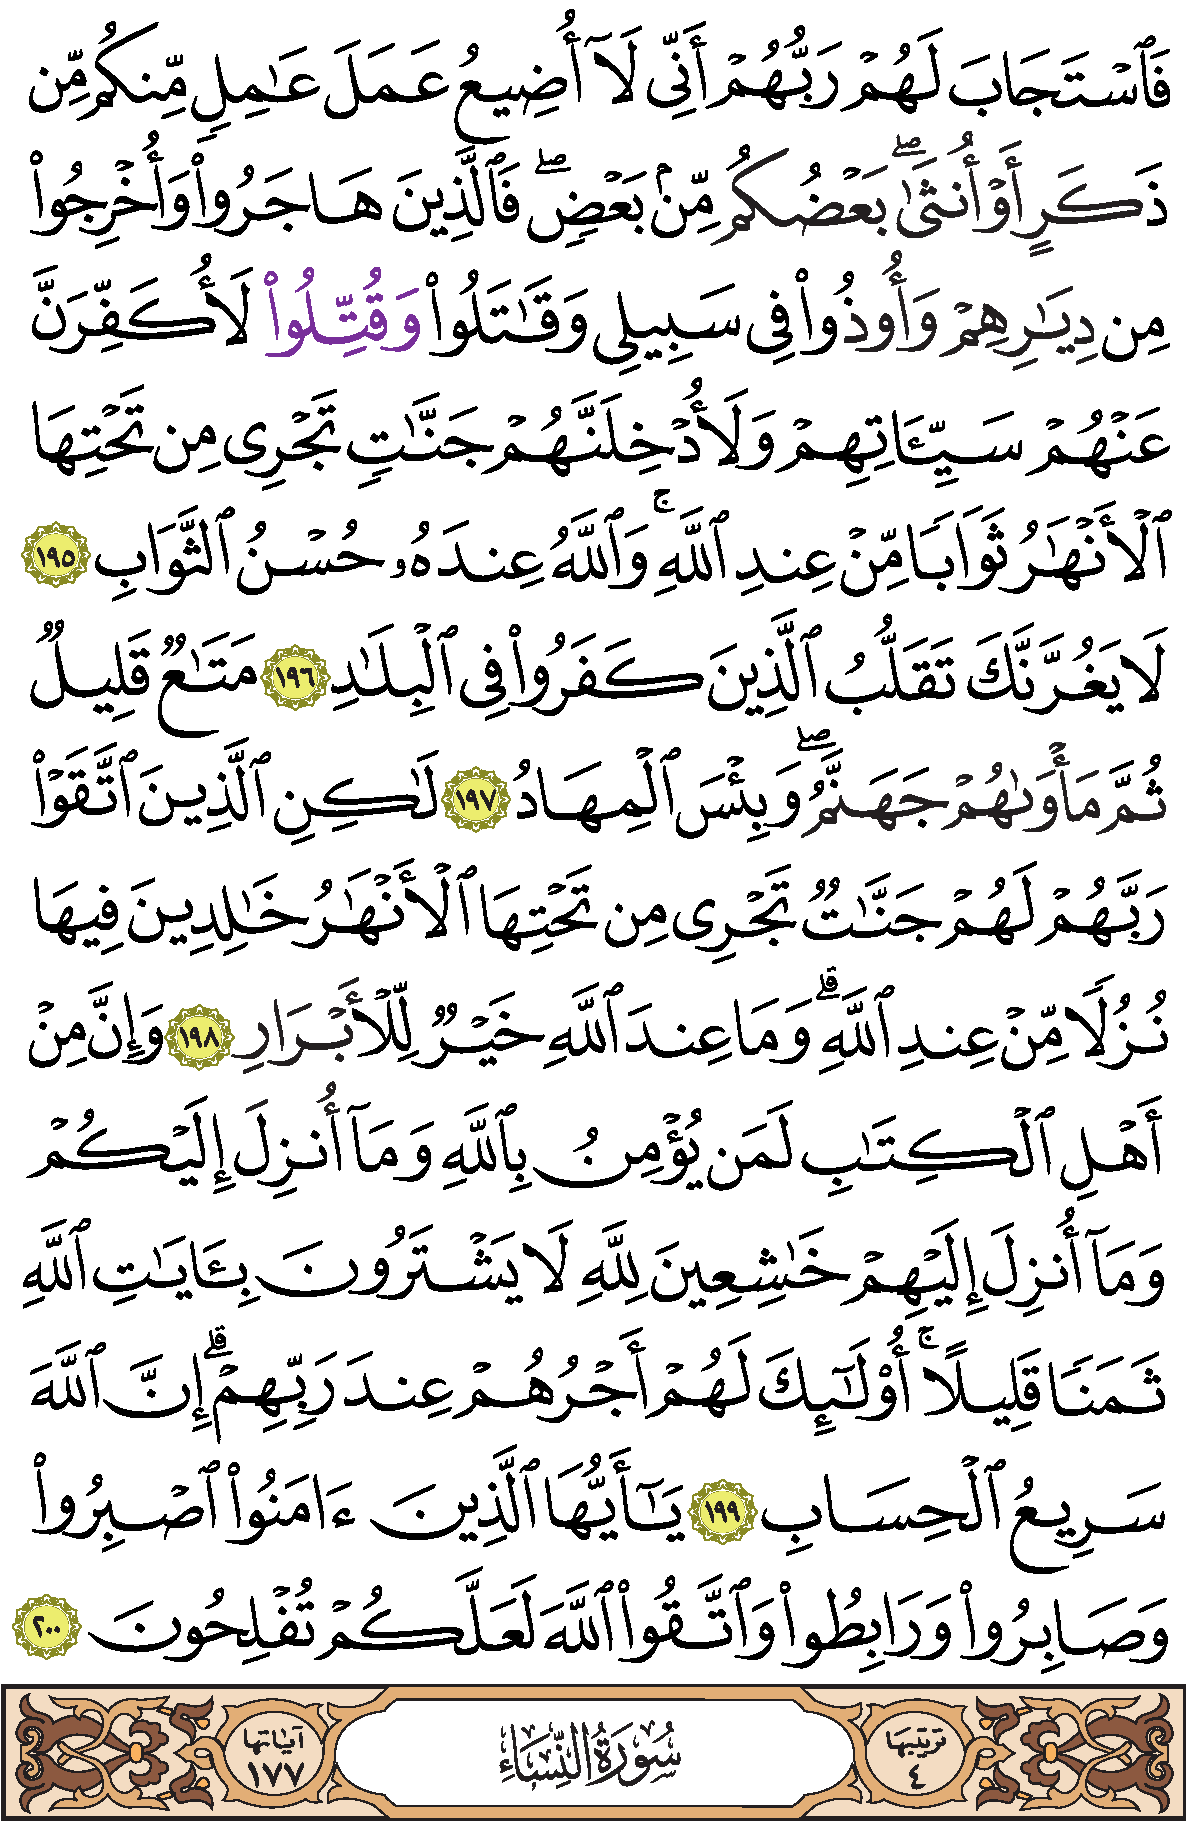 فَٱسۡتَجَابَ لَهُمۡ رَبُّهُمۡ أَنِّي لَآ أُضِيعُ عَمَلَ عَٰمِلٖ مِّنكُم مِّن
ذَكَرٍ أَوۡ أُنثَىٰۖ بَعۡضُكُم مِّنۢ بَعۡضٖۖ فَٱلَّذِينَ هَاجَرُواْ وَأُخۡرِجُواْ
مِن دِيَٰرِهِمۡ وَأُوذُواْ فِي سَبِيلِي وَقَٰتَلُواْ وَقُتِّلُواْ لَأُكَفِّرَنَّ
عَنۡهُمۡ سَيِّـَٔاتِهِمۡ وَلَأُدۡخِلَنَّهُمۡ جَنَّٰتٖ تَجۡرِي مِن تَحۡتِهَا
ٱلۡأَنۡهَٰرُ ثَوَابٗا مِّنۡ عِندِ ٱللَّهِۚ وَٱللَّهُ عِندَهُۥ حُسۡنُ ٱلثَّوَابِ ١٩٥
لَا يَغُرَّنَّكَ تَقَلُّبُ ٱلَّذِينَ كَفَرُواْ فِي ٱلۡبِلَٰدِ ١٩٦ مَتَٰعٞ قَلِيلٞ
ثُمَّ مَأۡوَىٰهُمۡ جَهَنَّمُۖ وَبِئۡسَ ٱلۡمِهَادُ ١٩٧ لَٰكِنِ ٱلَّذِينَ ٱتَّقَوۡاْ
رَبَّهُمۡ لَهُمۡ جَنَّٰتٞ تَجۡرِي مِن تَحۡتِهَا ٱلۡأَنۡهَٰرُ خَٰلِدِينَ فِيهَا
نُزُلٗا مِّنۡ عِندِ ٱللَّهِۗ وَمَا عِندَ ٱللَّهِ خَيۡرٞ لِّلۡأَبۡرَارِ ١٩٨ وَإِنَّ مِنۡ
أَهۡلِ ٱلۡكِتَٰبِ لَمَن يُؤۡمِنُ بِٱللَّهِ وَمَآ أُنزِلَ إِلَيۡكُمۡ
وَمَآ أُنزِلَ إِلَيۡهِمۡ خَٰشِعِينَ لِلَّهِ لَا يَشۡتَرُونَ بِـَٔايَٰتِ ٱللَّهِ
ثَمَنٗا قَلِيلًاۚ أُوْلَٰٓئِكَ لَهُمۡ أَجۡرُهُمۡ عِندَ رَبِّهِمۡۗ إِنَّ ٱللَّهَ
سَرِيعُ ٱلۡحِسَابِ ١٩٩ يَٰٓأَيُّهَا ٱلَّذِينَ ءَامَنُواْ ٱصۡبِرُواْ
وَصَابِرُواْ وَرَابِطُواْ وَٱتَّقُواْ ٱللَّهَ لَعَلَّكُمۡ تُفۡلِحُونَ ٢٠٠
ترتيبها ٤ سُورَةُ النِّسَاءِ آياتها ١٧٧